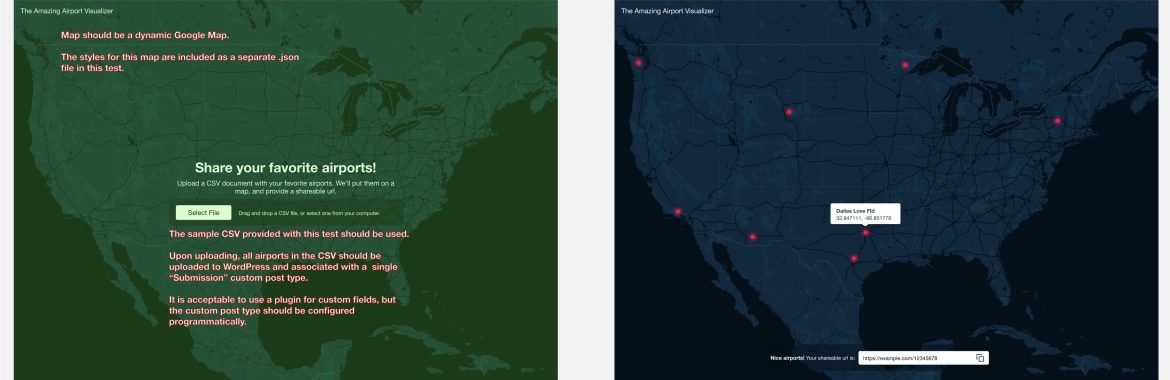 The Amazing Airport Visualizer
Map should be a dynamic Google Map.
The styles for this map are included as a separate .json
file in this test.
Share your favorite airports!
Upload a CSV document with your favorite airports. We'll put them on a
map, and provide a shareable url.
Select File
Drag and drop a CSV file, or select one from your computer.
The sample CSV provided with this test should be used.
Upon uploading, all airports in the CSV should be
uploaded to WordPress and associated with a single
“Submission” custom post type.
It is acceptable to use a plugin for custom fields, but
the custom post type should be configured
programmatically.
The Amazing Airport Visualizer
Dallas Love Fld
32.847111, -96.851778
Nice airports! Your shareable url is:
https://example.com/12345678